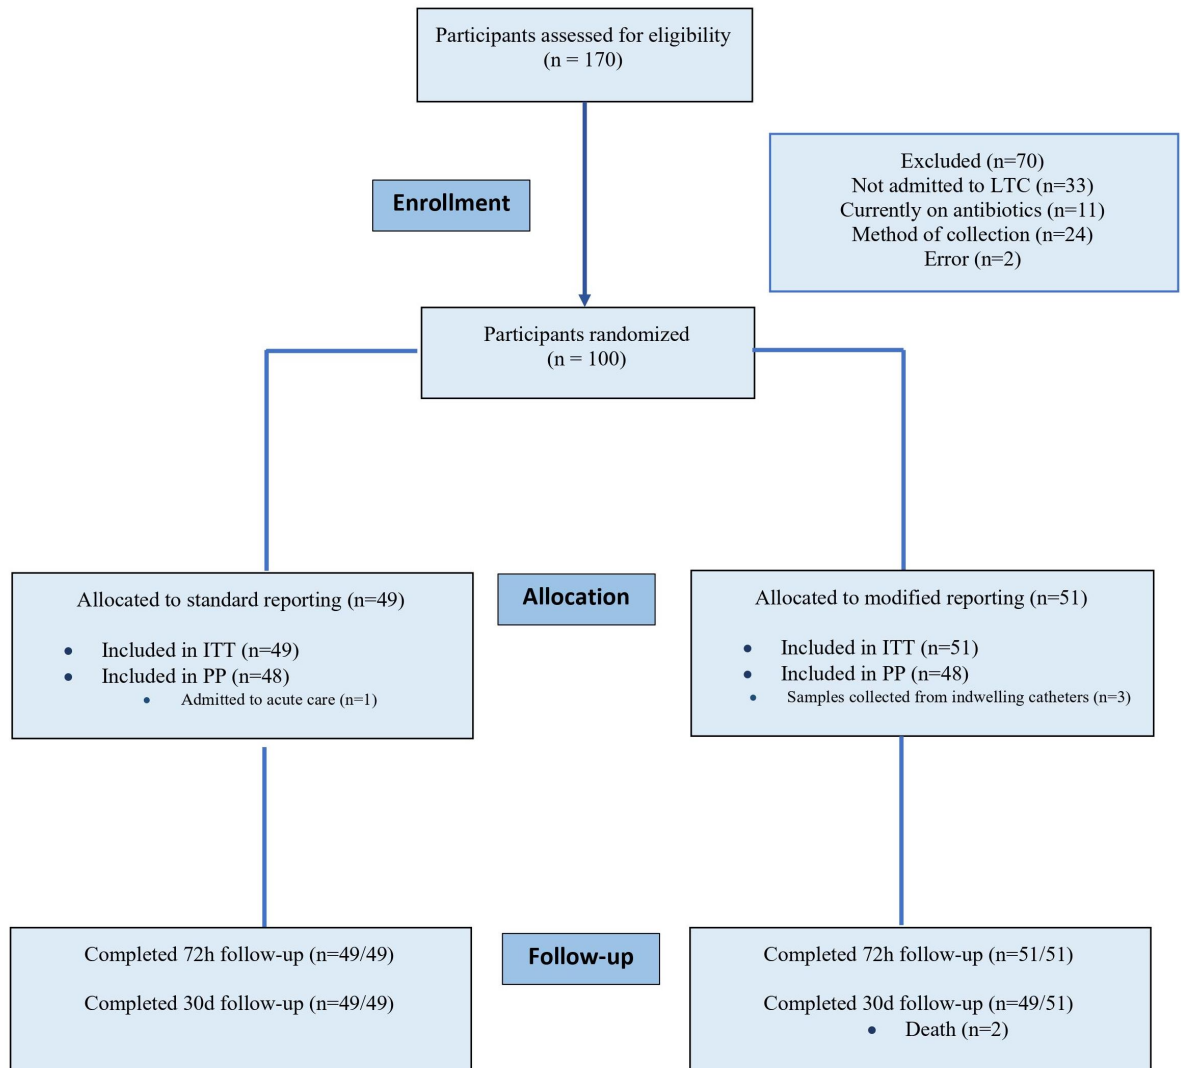 Participants assessed for eligibility
(n = 170)
Excluded (n=70)
Not admitted to LTC (n=33)
Currently on antibiotics (n=11)
Method of collection (n=24)
Error (n=2)
Enrollment
Participants randomized
(n = 100)
Allocated to standard reporting (n=49)
• Included in ITT (n=49)
• Included in PP (n=48)
• Admitted to acute care (n=1)
Allocation
Allocated to modified reporting (n=51)
• Included in ITT (n=51)
• Included in PP (n=48)
• Samples collected from indwelling catheters (n=3)
Completed 72h follow-up (n=49/49)
Completed 30d follow-up (n=49/49)
Follow-up
Completed 72h follow-up (n=51/51)
Completed 30d follow-up (n=49/51)
• Death (n=2)